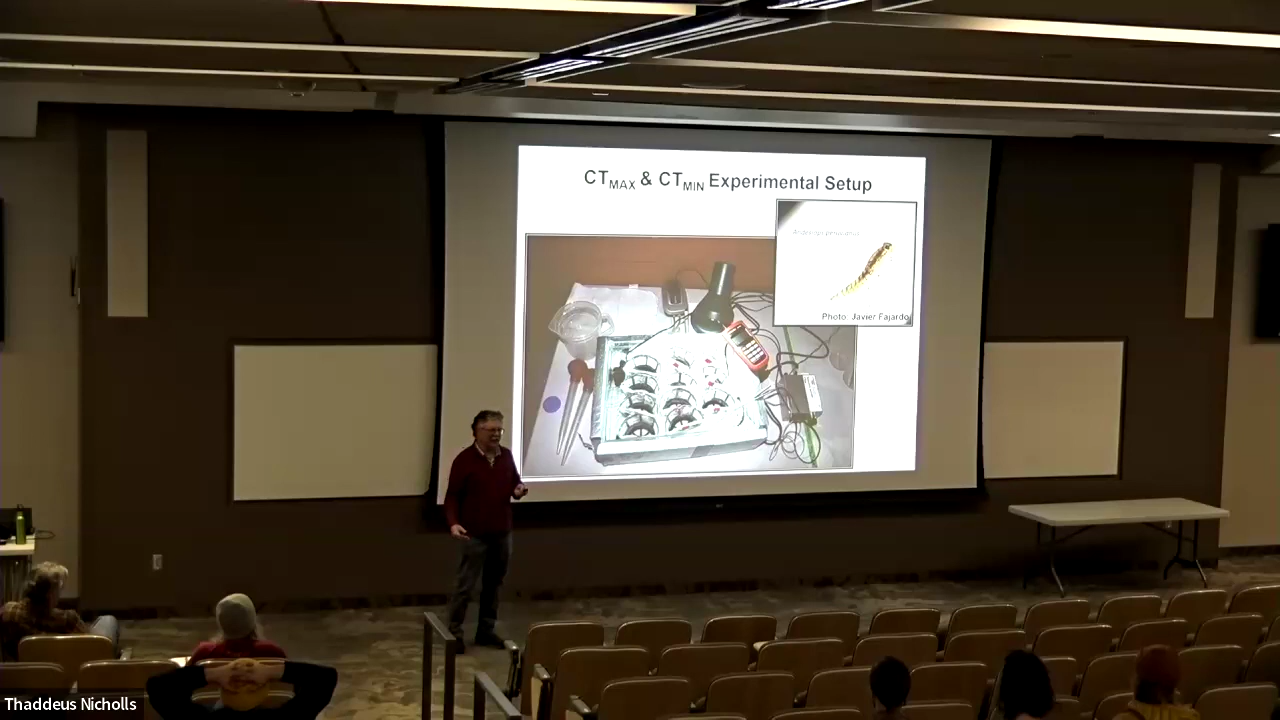 CTMAX & CTMIN Experimental Setup
Photo: Javier Fajardo
Thaddeus Nicholls